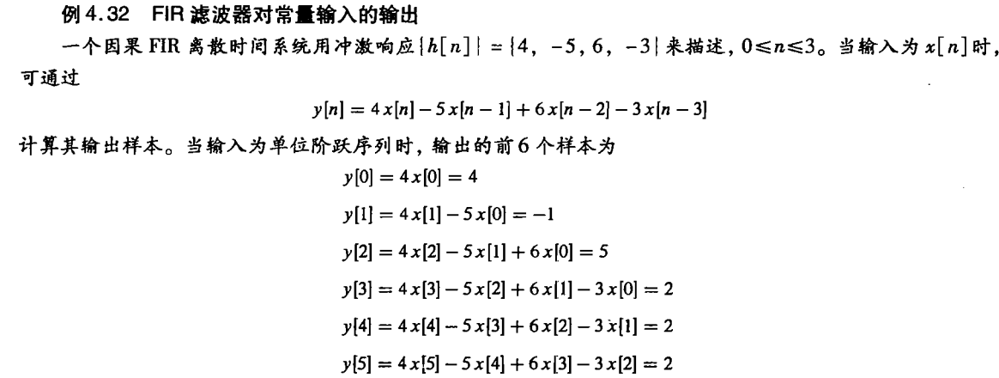 例 4.32 FIR 滤波器对常量输入的输出
一个因果 FIR 离散时间系统用冲激响应{h[n]} = {4, -5, 6, -3}来描述, 0≤n≤3。当输入为 x[n]时,
可通过
y[n] = 4x[n] - 5x[n - 1] + 6x[n - 2] - 3x[n - 3]
计算其输出样本。当输入为单位阶跃序列时, 输出的前 6 个样本为
y[0] = 4x[0] = 4
y[1] = 4x[1] - 5x[0] = -1
y[2] = 4x[2] - 5x[1] + 6x[0] = 5
y[3] = 4x[3] - 5x[2] + 6x[1] - 3x[0] = 2
y[4] = 4x[4] - 5x[3] + 6x[2] - 3x[1] = 2
y[5] = 4x[5] - 5x[4] + 6x[3] - 3x[2] = 2